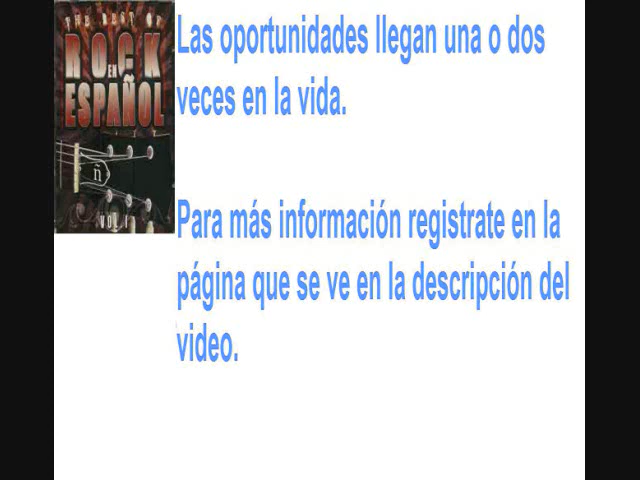 THE BEST OF
ROCK
EN
ESPAÑOL
ñ
VOL.
Las oportunidades llegan una o dos
veces en la vida.
Para más información registrate en la
página que se ve en la descripción del
video.